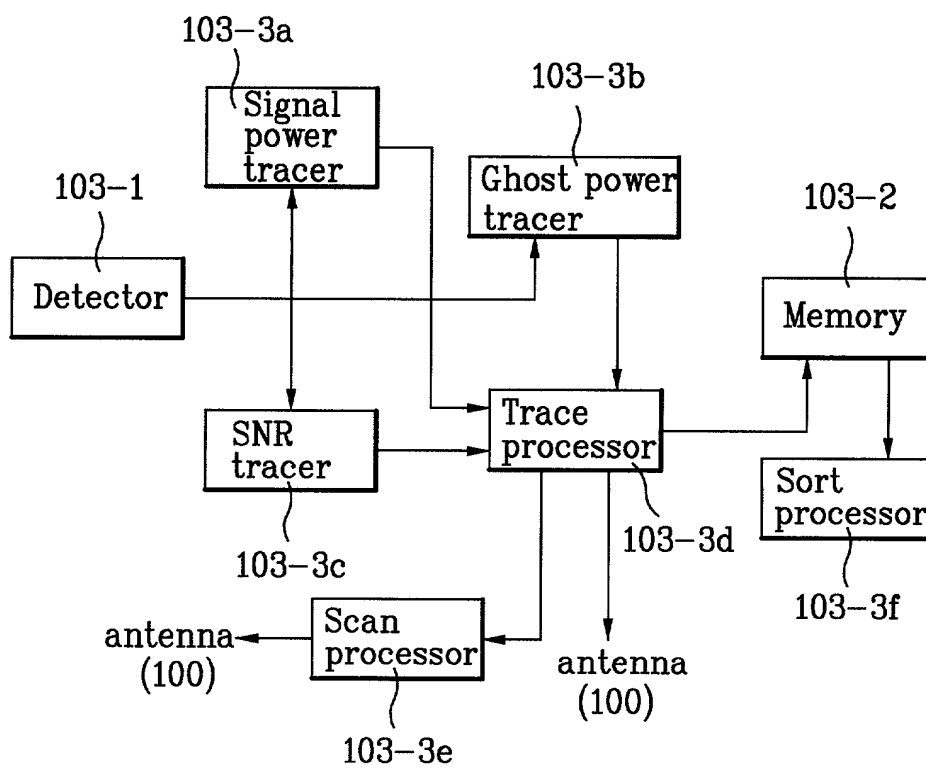 103-3a
Signal
power
tracer
103-3b
Ghost power
tracer
103-1
Detector
103-2
Memory
SNR
tracer
103-3c
Trace
processor
103-3d
Sort
processor
103-3f
antenna
(100)
Scan
processor
103-3e
antenna
(100)